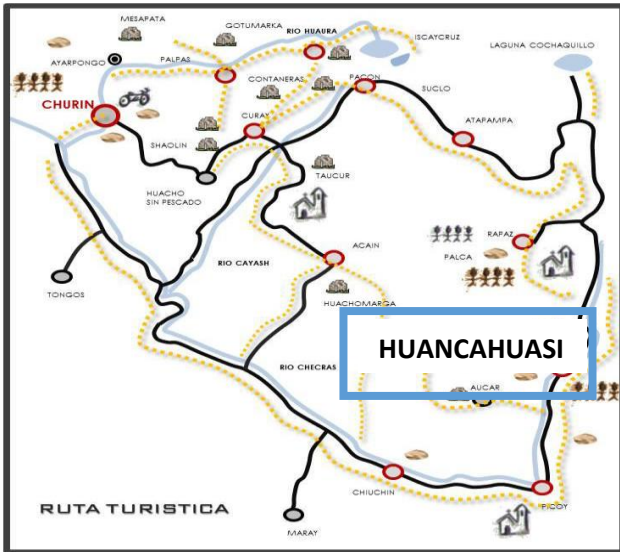 MESAPATA
GOTUMARKA
RIO HUAURA
ISCAYCRUZ
LAGUNA COCHAQUILLO
AYARPONGO
PALPAS
CONTANERAS
PACON
SUCLO
CHURIN
CURAY
ATAPAMPA
SHAOLIN
HUACHO
SIN PESCADO
TAUCUR
RAPAZ
ACAIN
PALCA
RIO CAYASH
TONGOS
HUACHOMARGA
HUANCAHUASI
RIO CHECRAS
AUCAR
CHIUCHIN
PICOY
RUTA TURISTICA
MARAY